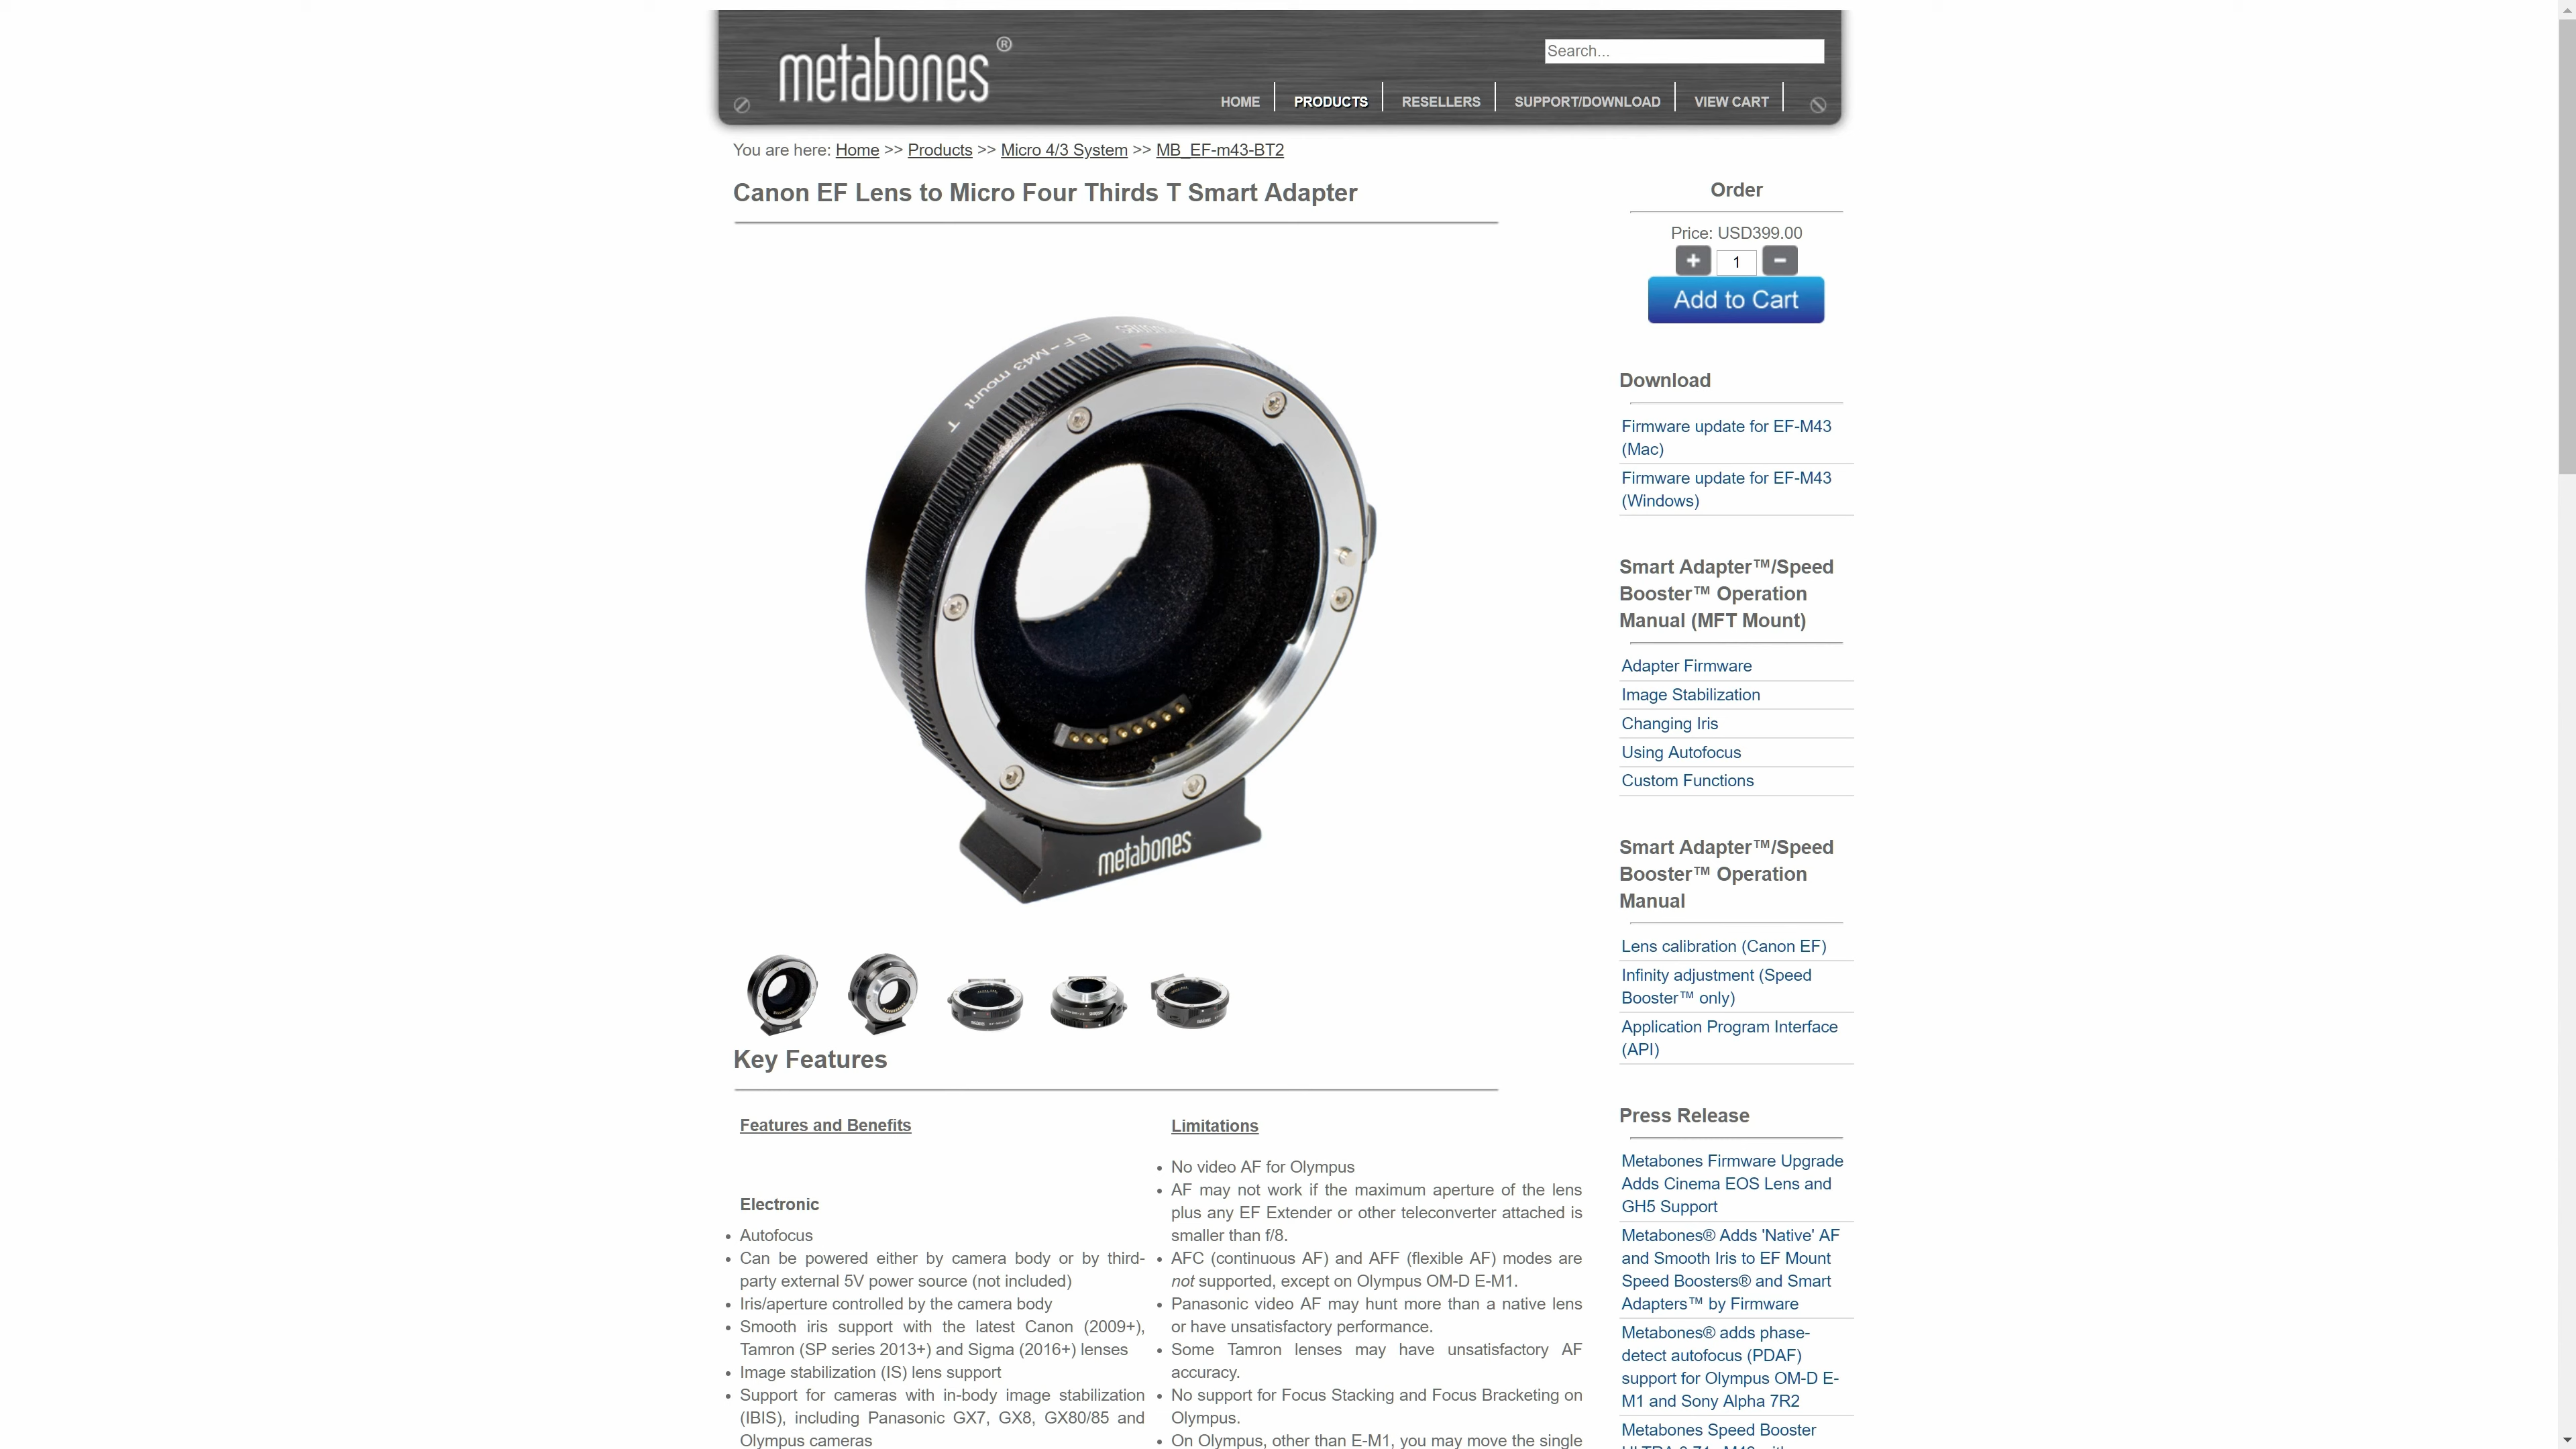 metabones®
Search...
HOME
PRODUCTS
RESELLERS
SUPPORT/DOWNLOAD
VIEW CART
You are here: Home >> Products >> Micro 4/3 System >> MB_EF-m43-BT2
Canon EF Lens to Micro Four Thirds T Smart Adapter
EF-M43 mount T
metabones
Key Features
Features and Benefits
Electronic
• Autofocus
• Can be powered either by camera body or by third-
party external 5V power source (not included)
• Iris/aperture controlled by the camera body
• Smooth iris support with the latest Canon (2009+),
Tamron (SP series 2013+) and Sigma (2016+) lenses
• Image stabilization (IS) lens support
• Support for cameras with in-body image stabilization
(IBIS), including Panasonic GX7, GX8, GX80/85 and
Olympus cameras
Limitations
• No video AF for Olympus
• AF may not work if the maximum aperture of the lens
plus any EF Extender or other teleconverter attached is
smaller than f/8.
• AFC (continuous AF) and AFF (flexible AF) modes are
not supported, except on Olympus OM-D E-M1.
• Panasonic video AF may hunt more than a native lens
or have unsatisfactory performance.
• Some Tamron lenses may have unsatisfactory AF
accuracy.
• No support for Focus Stacking and Focus Bracketing on
Olympus.
• On Olympus, other than E-M1, you may move the single
Order
Price: USD399.00
+ 1 −
Add to Cart
Download
Firmware update for EF-M43
(Mac)
Firmware update for EF-M43
(Windows)
Smart Adapter™/Speed
Booster™ Operation
Manual (MFT Mount)
Adapter Firmware
Image Stabilization
Changing Iris
Using Autofocus
Custom Functions
Smart Adapter™/Speed
Booster™ Operation
Manual
Lens calibration (Canon EF)
Infinity adjustment (Speed
Booster™ only)
Application Program Interface
(API)
Press Release
Metabones Firmware Upgrade
Adds Cinema EOS Lens and
GH5 Support
Metabones® Adds 'Native' AF
and Smooth Iris to EF Mount
Speed Boosters® and Smart
Adapters™ by Firmware
Metabones® adds phase-
detect autofocus (PDAF)
support for Olympus OM-D E-
M1 and Sony Alpha 7R2
Metabones Speed Booster